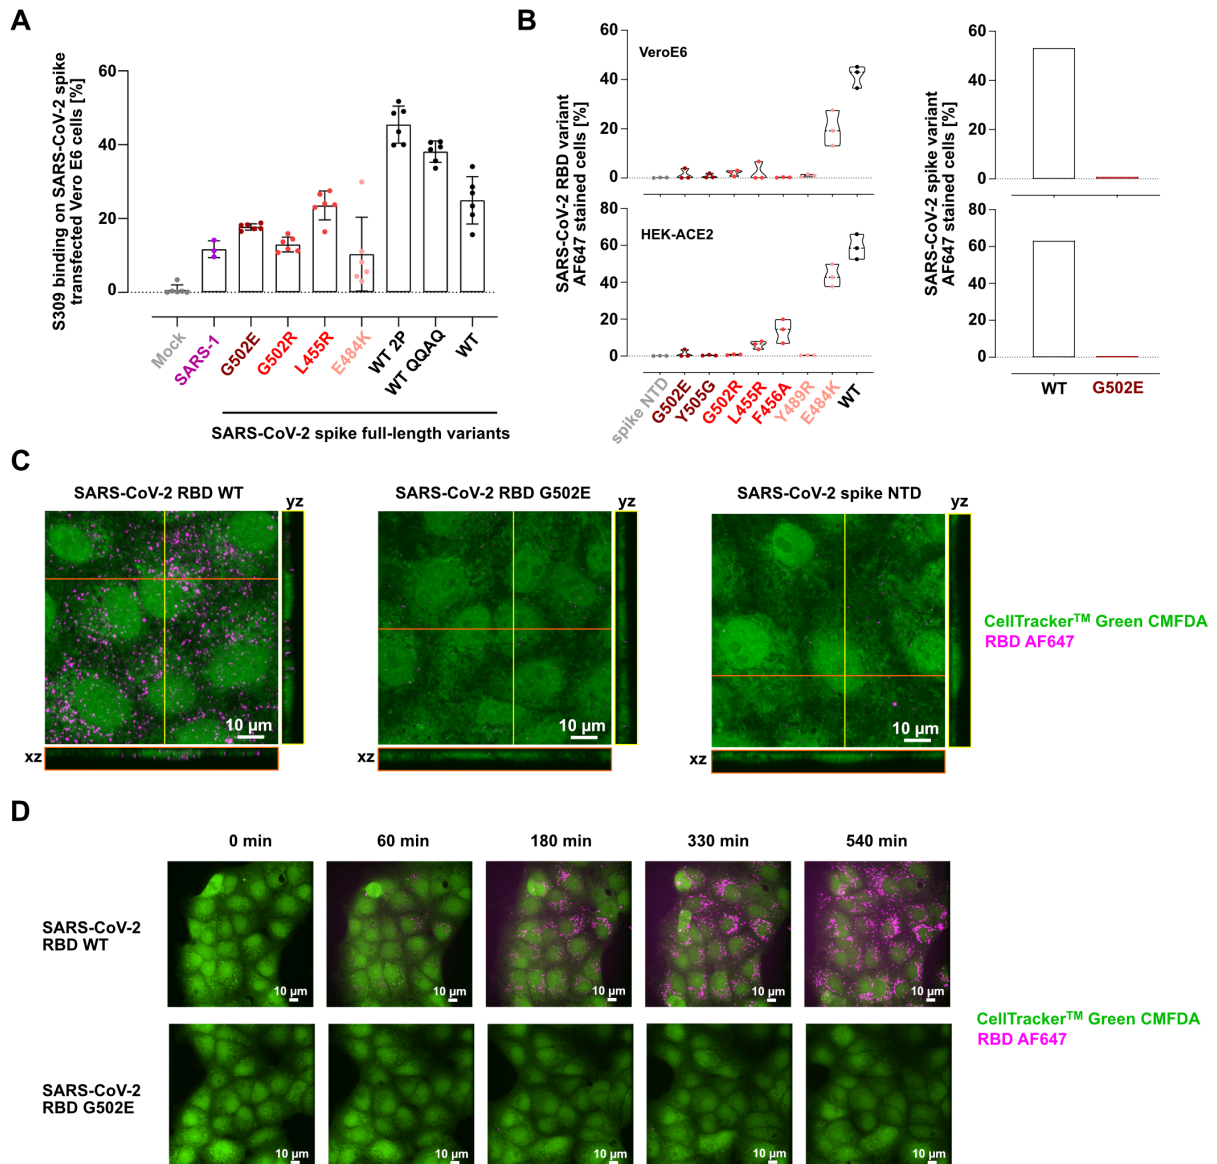 A
S309 binding on SARS-CoV-2 spike
transfected Vero E6 cells [%]
60
40
20
0
Mock
SARS-1
G502E
G502R
L455R
E484K
WT 2P
WT QQAQ
WT
SARS-CoV-2 spike full-length variants
B
SARS-CoV-2 RBD variant
AF647 stained cells [%]
60
40
20
0
VeroE6
80
60
40
20
0
HEK-ACE2
spike NTD
G502E
Y505G
G502R
L455R
F456A
Y489R
E484K
WT
SARS-CoV-2 spike variant
AF647 stained cells [%]
60
40
20
0
60
40
20
0
WT
G502E
C
SARS-CoV-2 RBD WT
yz
10 µm
xz
SARS-CoV-2 RBD G502E
10 µm
SARS-CoV-2 spike NTD
yz
10 µm
xz
CellTracker™ Green CMFDA
RBD AF647
D
0 min
60 min
180 min
330 min
540 min
SARS-CoV-2
RBD WT
10 µm
10 µm
10 µm
10 µm
10 µm
SARS-CoV-2
RBD G502E
10 µm
10 µm
10 µm
10 µm
10 µm
CellTracker™ Green CMFDA
RBD AF647